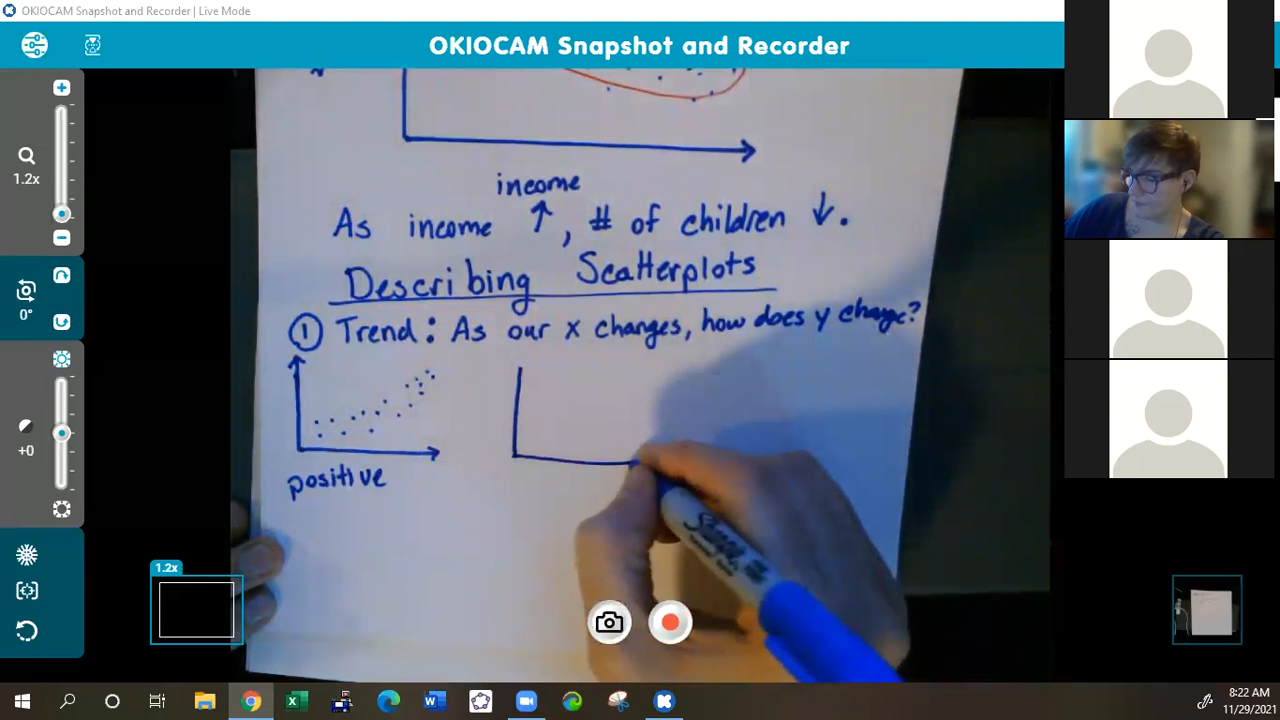 OKIOCAM Snapshot and Recorder | Live Mode
OKIOCAM Snapshot and Recorder
1.2x
0°
+0
income
As income ↑, # of children ↓.
Describing Scatterplots
① Trend: As our x changes, how does y change?
positive
Sharpie
1.2x
8:22 AM
11/29/2021